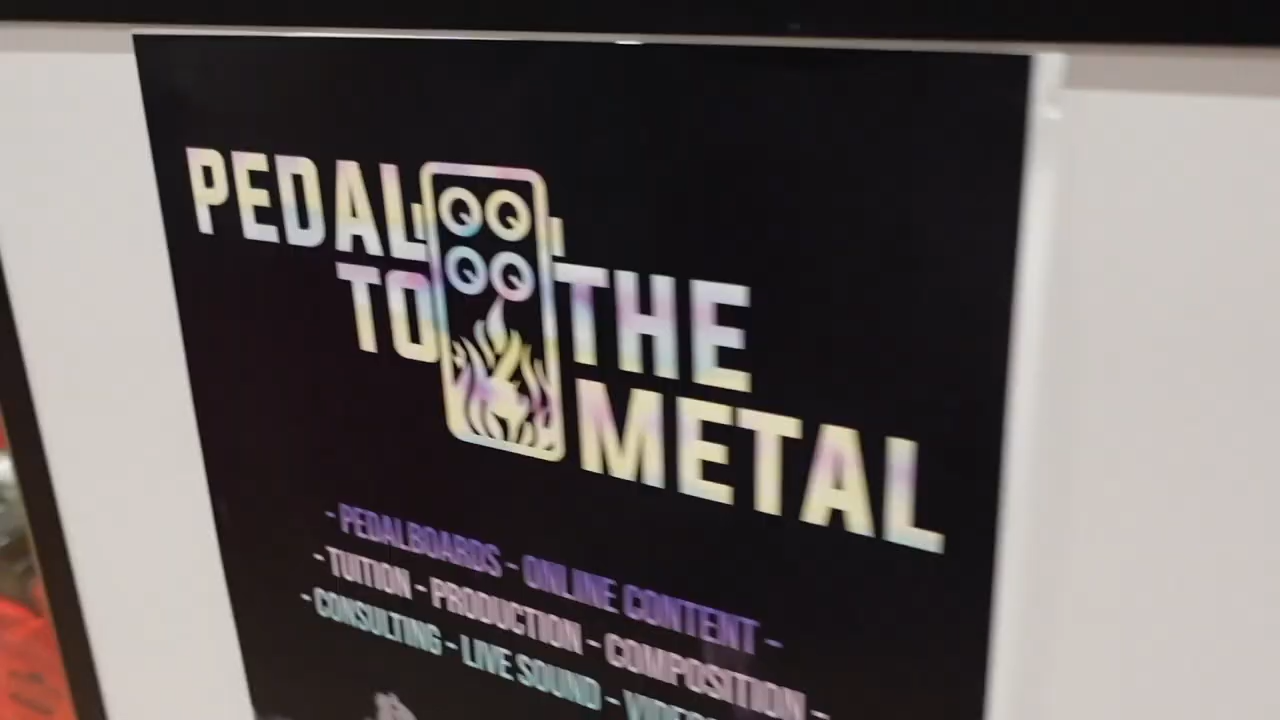 PEDAL
TO THE
METAL
- PEDALBOARDS - ONLINE CONTENT -
- TUITION - PRODUCTION - COMPOSITION -
- CONSULTING - LIVE SOUND -